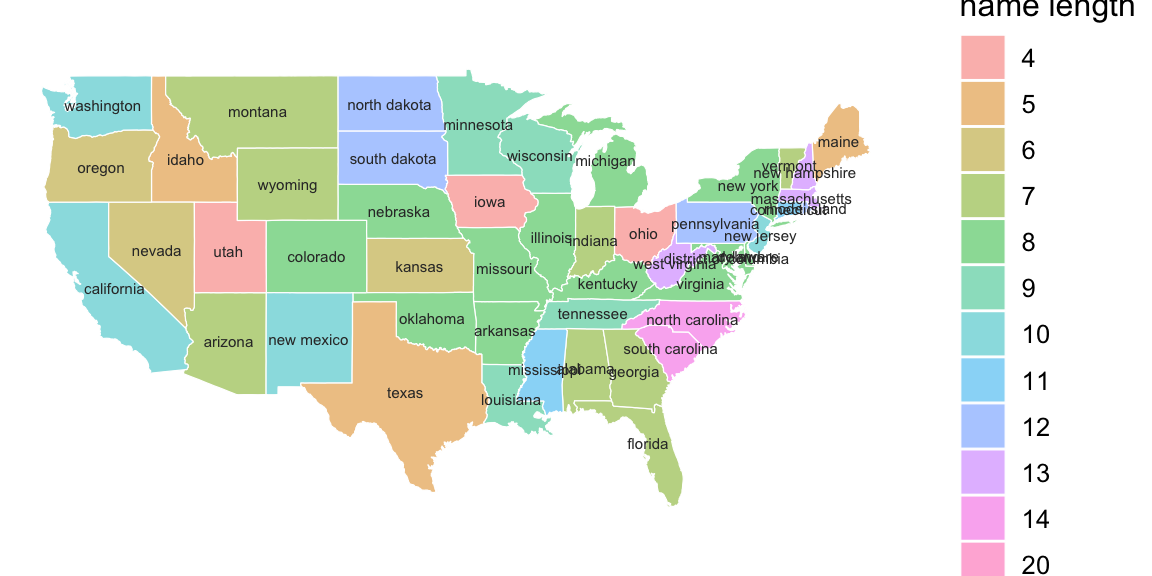 name length
4
5
6
7
8
9
10
11
12
13
14
20
washington
montana
north dakota
minnesota
maine
oregon
idaho
south dakota
wisconsin
michigan
vermont
new hampshire
wyoming
new york
massachusetts
iowa
nebraska
connecticut
rhode island
pennsylvania
nevada
utah
colorado
kansas
illinois
indiana
ohio
new jersey
missouri
west virginia
district of columbia
california
kentucky
virginia
tennessee
north carolina
arizona
new mexico
oklahoma
arkansas
south carolina
mississippi
alabama
georgia
texas
louisiana
florida